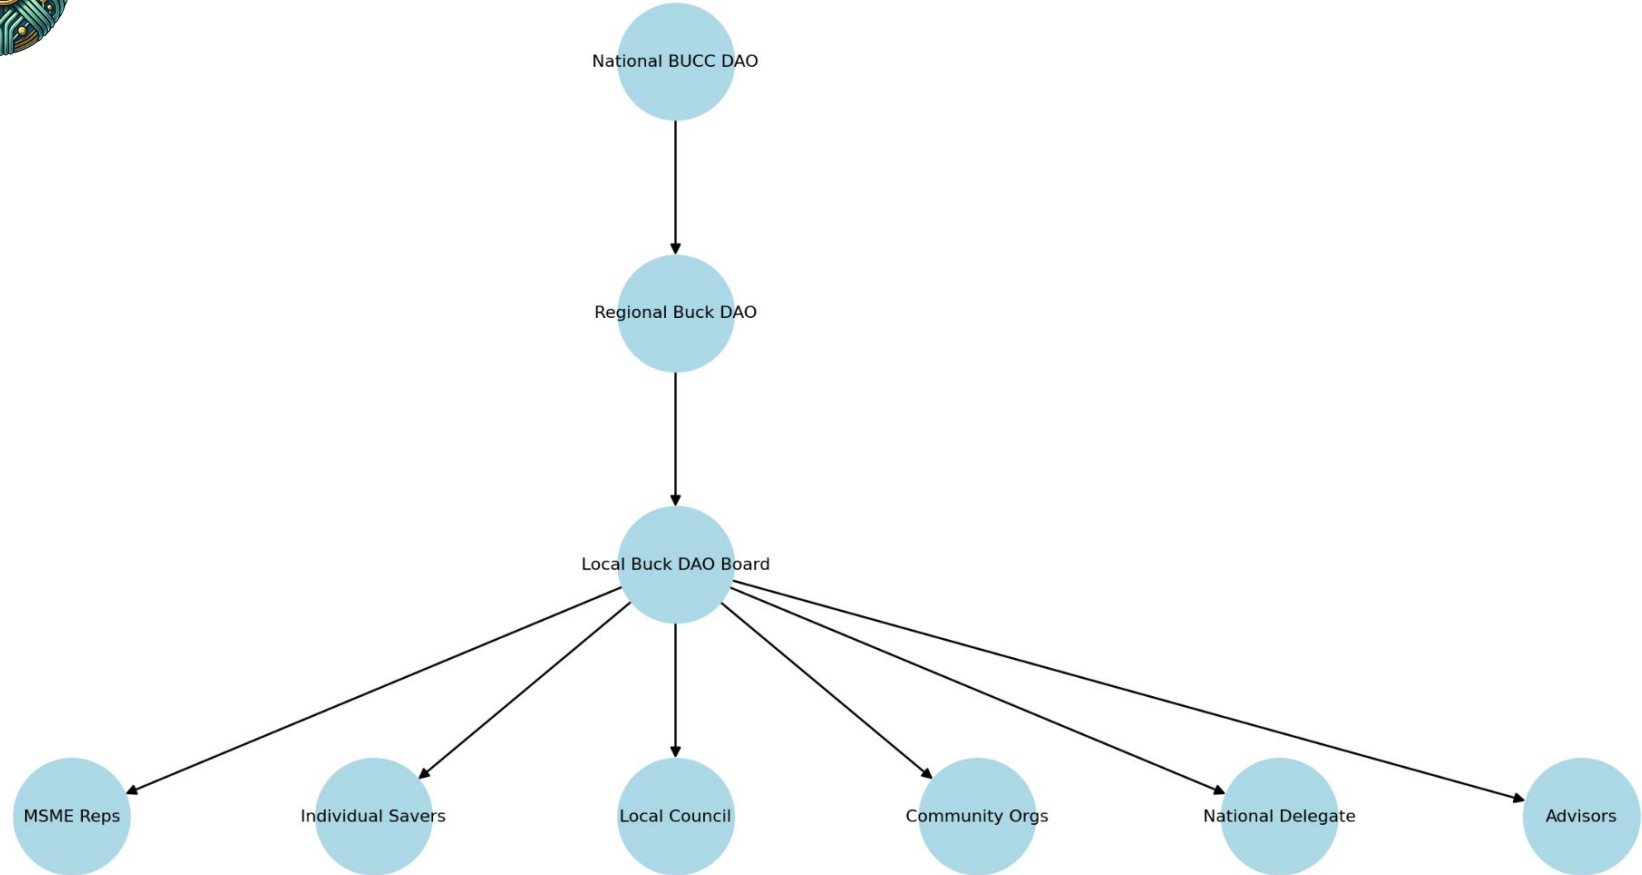 National BUCC DAO
Regional Buck DAO
Local Buck DAO Board
MSME Reps
Individual Savers
Local Council
Community Orgs
National Delegate
Advisors